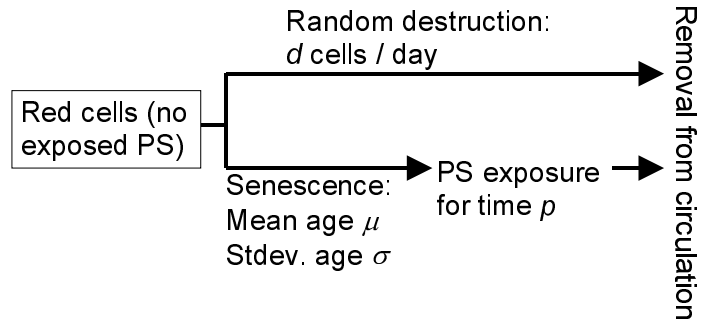 Random destruction:
d cells / day
Red cells (no
exposed PS)
Senescence:
Mean age μ
Stdev. age σ
PS exposure
for time p
Removal from circulation